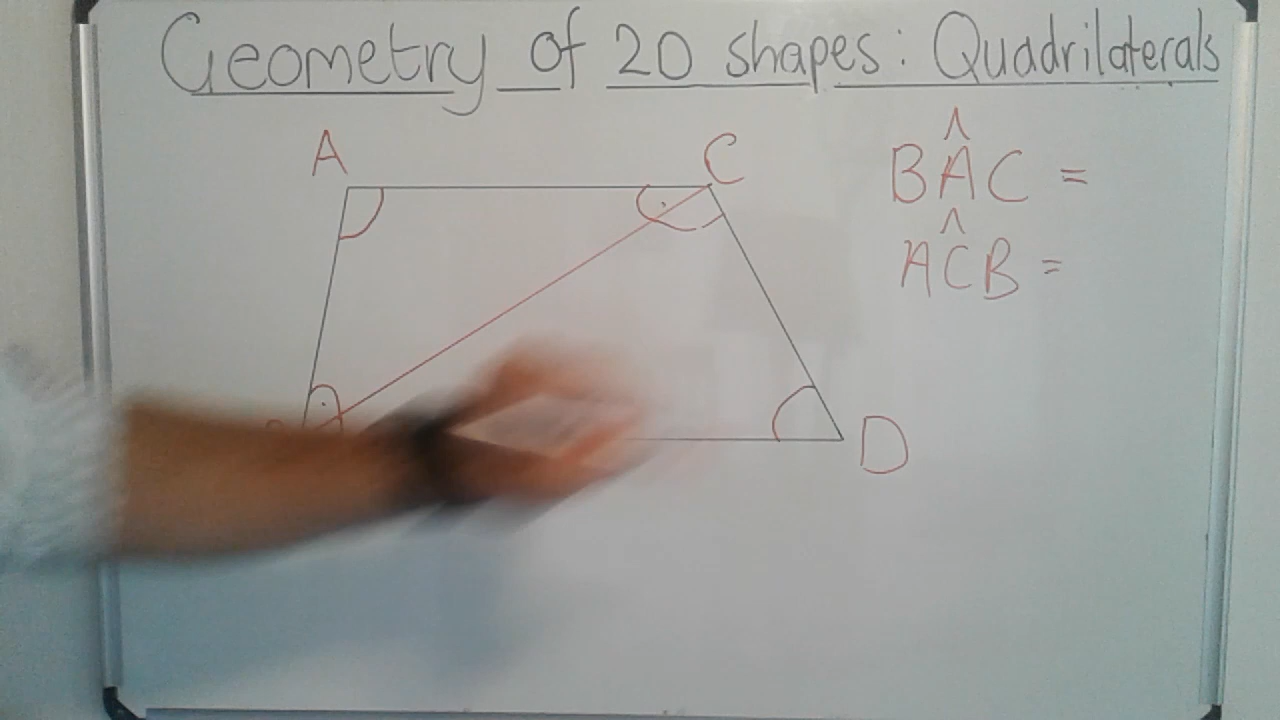 Geometry of 2D shapes: Quadrilaterals
A
C
BÂC =
AĈB =
D